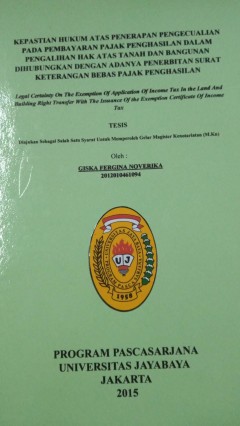 KEPASTIAN HUKUM ATAS PENERAPAN PENGECUALIAN
PADA PEMBAYARAN PAJAK PENGHASILAN DALAM
PENGALIHAN HAK ATAS TANAH DAN BANGUNAN
DIHUBUNGKAN DENGAN ADANYA PENERBITAN SURAT
KETERANGAN BEBAS PAJAK PENGHASILAN
Legal Certainty On The Exemption Of Application Of Income Tax In the Land And
Building Right Transfer With The Issuance Of the Exemption Certificate Of Income
Tax
TESIS
Diajukan Sebagai Salah Satu Syarat Untuk Memperoleh Gelar Magister Kenotariatan (M.Kn)
Oleh :
GISKA FERGINA NOVERIKA
2012010461094
UJ
1958
PROGRAM PASCASARJANA
UNIVERSITAS JAYABAYA
JAKARTA
2015